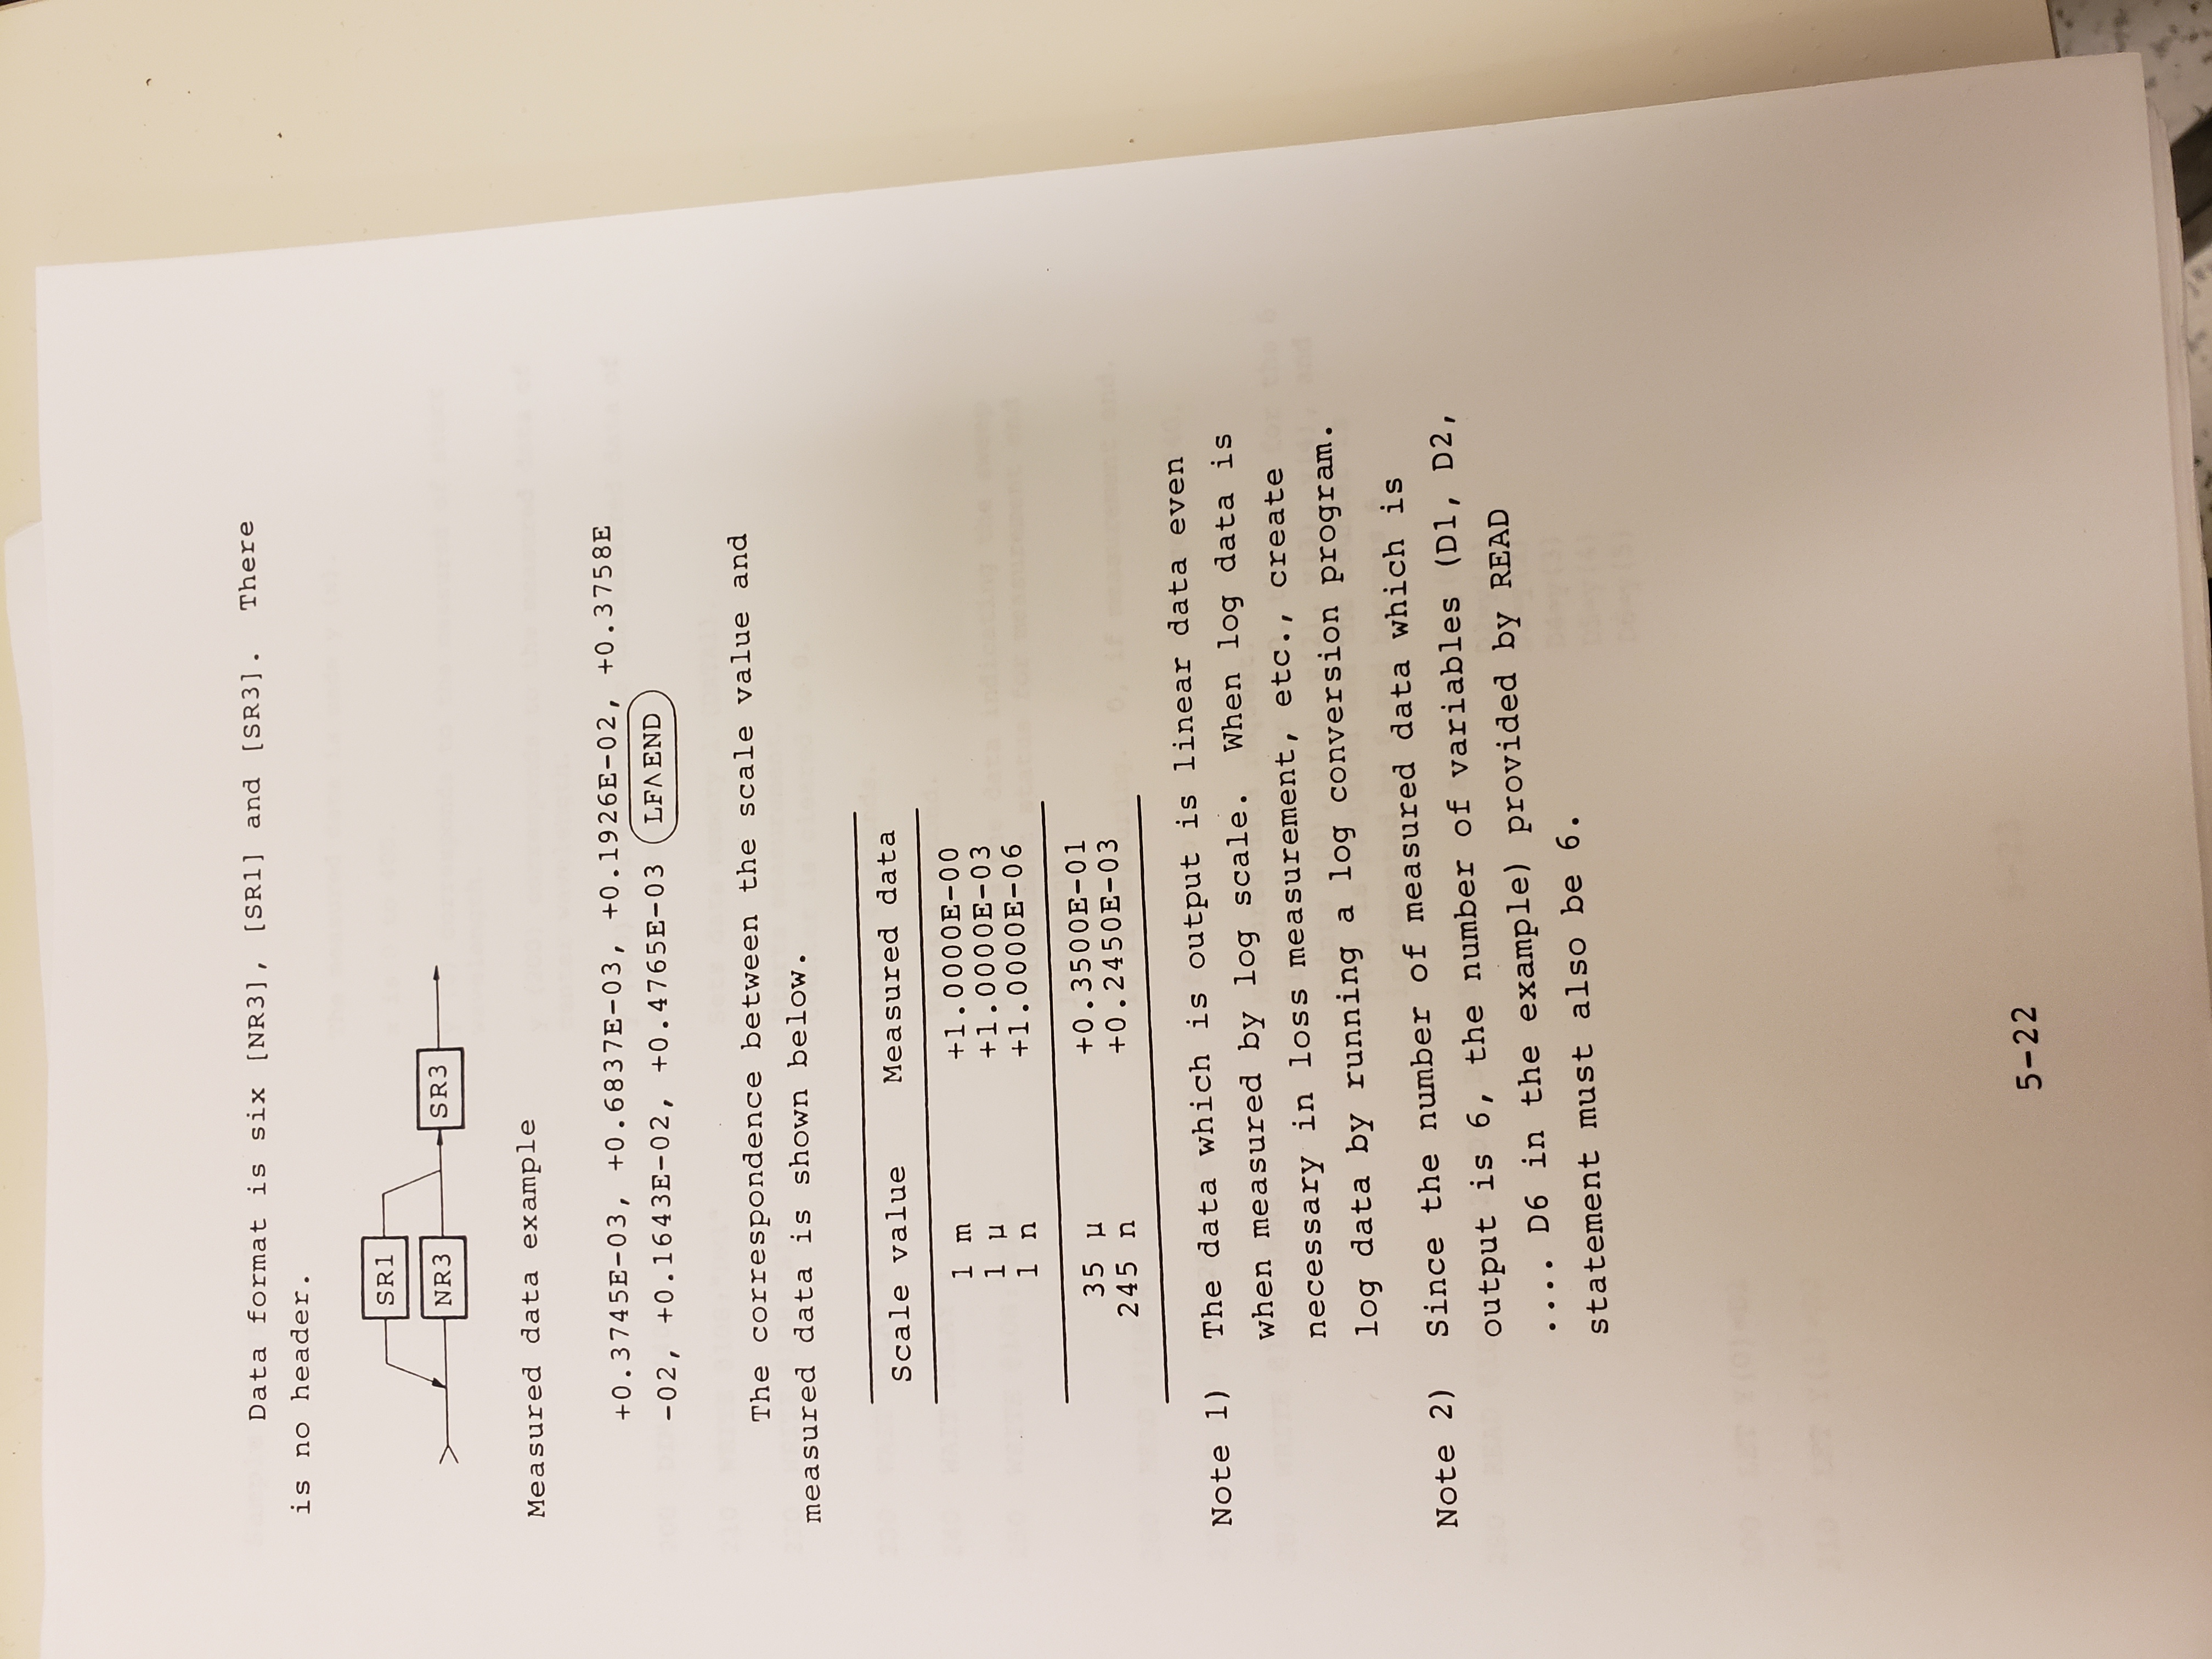 Data format is six [NR3], [SR1] and [SR3]. There
is no header.
SR1
NR3
SR3
Measured data example
+0.3745E-03, +0.6837E-03, +0.1926E-02, +0.3758E
-02, +0.1643E-02, +0.4765E-03 LF∧END
The correspondence between the scale value and
measured data is shown below.
Scale value Measured data
1 m +1.0000E-00
1 µ +1.0000E-03
1 n +1.0000E-06
35 µ +0.3500E-01
245 n +0.2450E-03
Note 1) The data which is output is linear data even
when measured by log scale. When log data is
necessary in loss measurement, etc., create
log data by running a log conversion program.
Note 2) Since the number of measured data which is
output is 6, the number of variables (D1, D2,
.... D6 in the example) provided by READ
statement must also be 6.
5-22